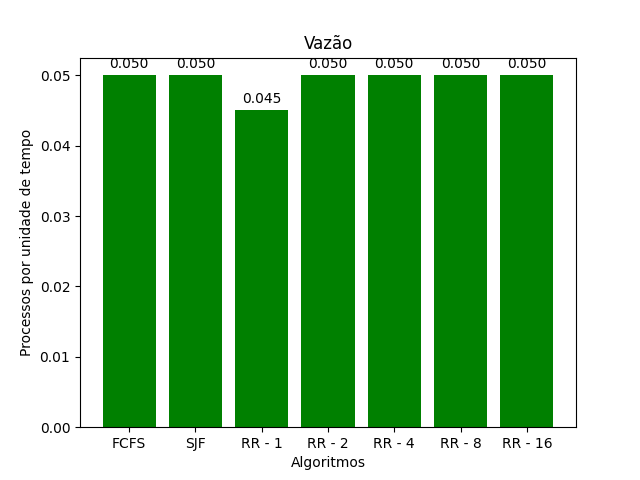 Vazão
0.050 0.050 0.045 0.050 0.050 0.050 0.050
Processos por unidade de tempo
0.05
0.04
0.03
0.02
0.01
0.00
FCFS SJF RR - 1 RR - 2 RR - 4 RR - 8 RR - 16
Algoritmos